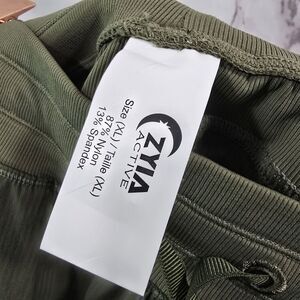 ZYIA
ACTIVE
Size (XL) / Taille (XL)
87% Nylon
13% Spandex